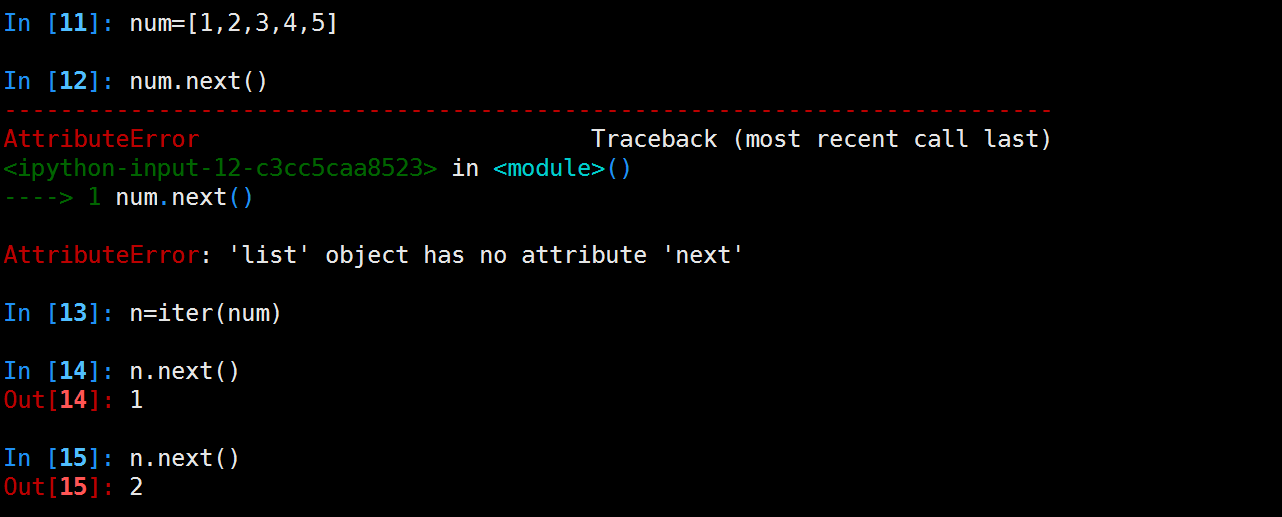 In [11]: num=[1,2,3,4,5]
In [12]: num.next()
---------------------------------------------------------------------------
AttributeError                            Traceback (most recent call last)
<ipython-input-12-c3cc5caa8523> in <module>()
----> 1 num.next()
AttributeError: 'list' object has no attribute 'next'
In [13]: n=iter(num)
In [14]: n.next()
Out[14]: 1
In [15]: n.next()
Out[15]: 2